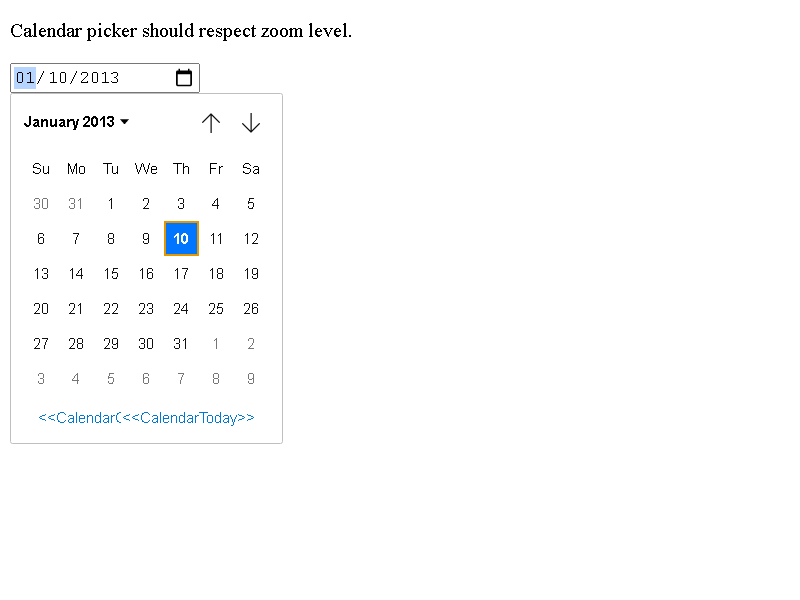 Calendar picker should respect zoom level.
01/10/2013
January 2013
Su Mo Tu We Th Fr Sa
30 31 1 2 3 4 5
6 7 8 9 10 11 12
13 14 15 16 17 18 19
20 21 22 23 24 25 26
27 28 29 30 31 1 2
3 4 5 6 7 8 9
<<CalendarC<<CalendarToday>>